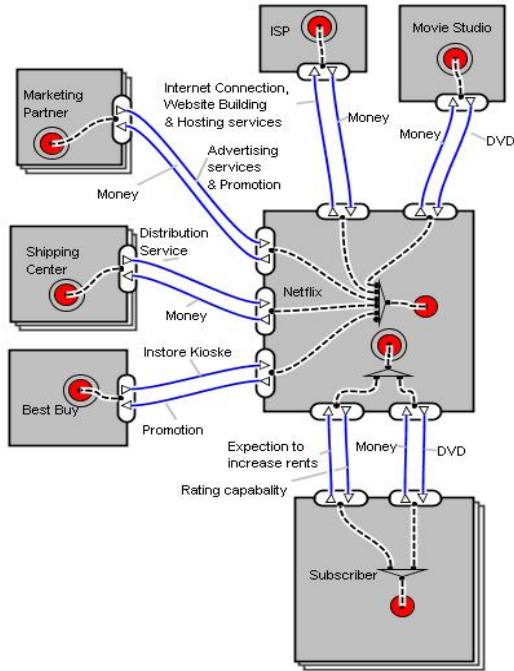 ISP
Movie Studio
Marketing
Partner
Internet Connection,
Website Building
& Hosting services
Money
Money
DVD
Advertising
services
& Promotion
Money
Shipping
Center
Distribution
Service
Money
Netflix
Instore Kioske
Best Buy
Promotion
Expection to
increase rents
Money
DVD
Rating capabality
Subscriber